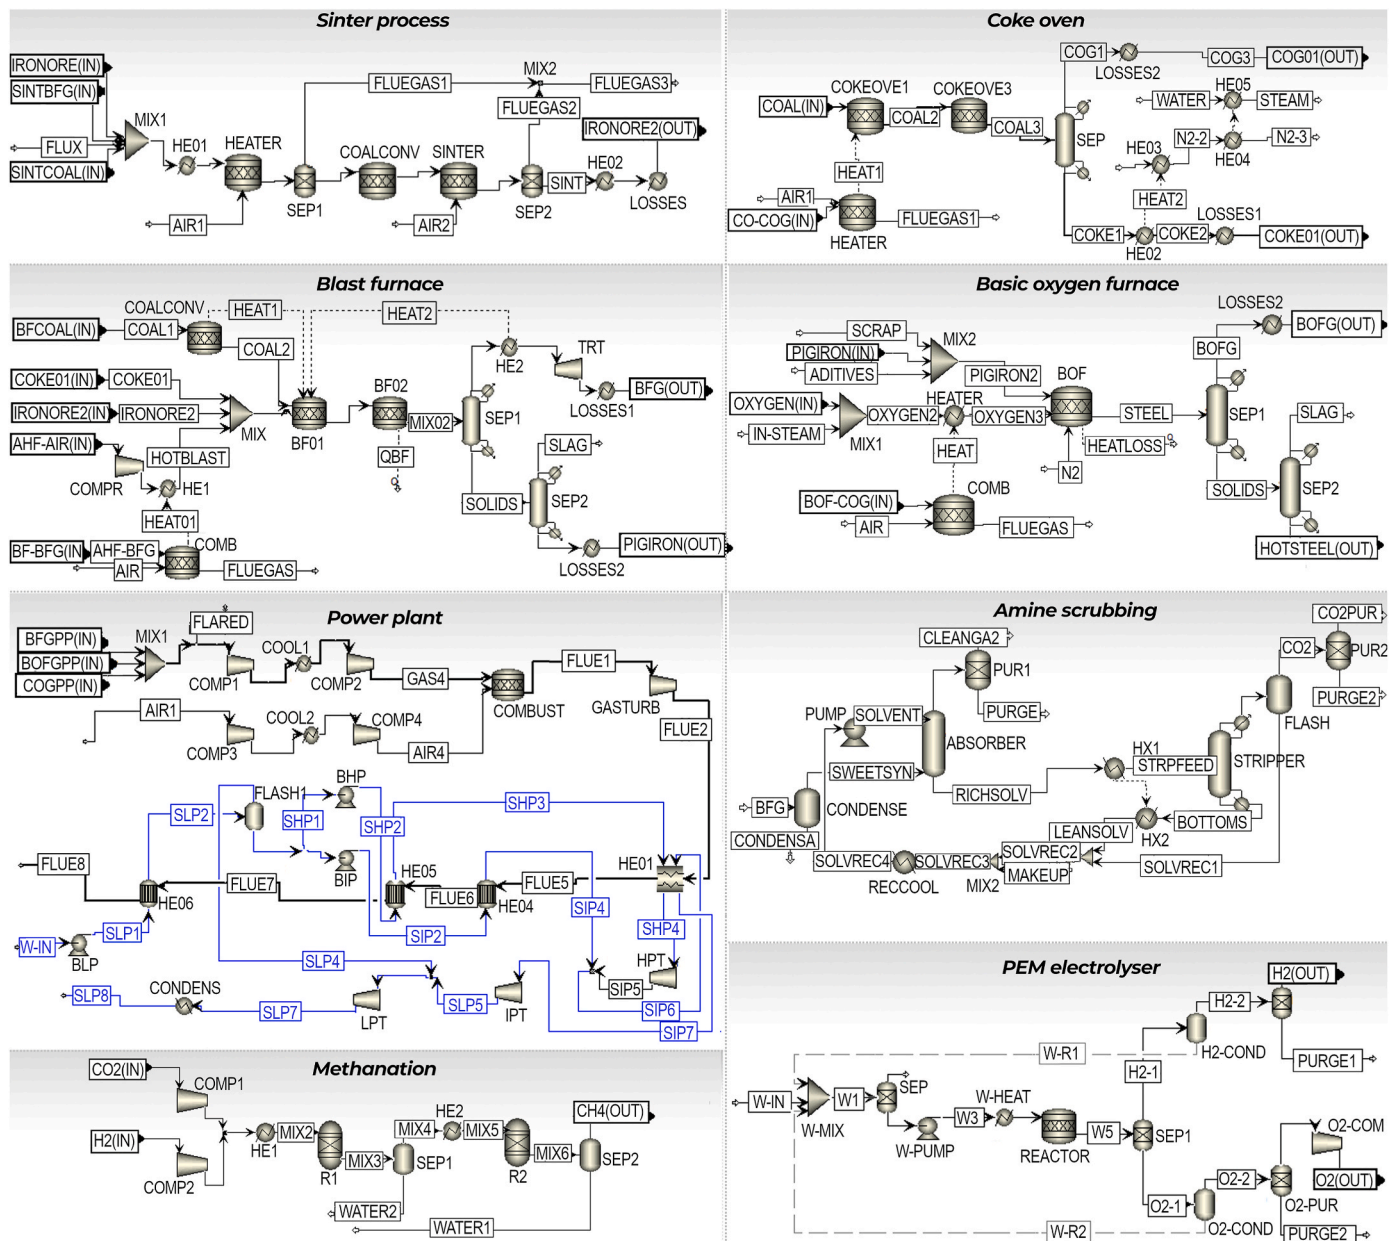 Sinter process
IRONORE(IN)
SINTBFG(IN)
FLUX
SINTCOAL(IN)
MIX1
HE01
HEATER
AIR1
SEP1
FLUEGAS1
MIX2
FLUEGAS3
FLUEGAS2
COALCONV
SINTER
AIR2
SEP2
SINT
HE02
IRONORE2(OUT)
LOSSES
Coke oven
COAL(IN)
COKEOVE1
COAL2
COKEOVE3
COAL3
HEAT1
AIR1
CO-COG(IN)
HEATER
FLUEGAS1
SEP
COG1
LOSSES2
COG3
COG01(OUT)
WATER
HE05
STEAM
HE03
N2-2
HE04
N2-3
HEAT2
COKE1
HE02
COKE2
LOSSES1
COKE01(OUT)
Blast furnace
COALCONV
HEAT1
HEAT2
BFCOAL(IN)
COAL1
COAL2
COKE01(IN)
COKE01
IRONORE2(IN)
IRONORE2
AHF-AIR(IN)
HOTBLAST
MIX
BF01
BF02
MIX02
QBF
COMPR
HE1
HEAT01
BF-BFG(IN)
AHF-BFG
AIR
COMB
FLUEGAS
HE2
TRT
LOSSES1
BFG(OUT)
SEP1
SLAG
SOLIDS
SEP2
LOSSES2
PIGIRON(OUT)
Basic oxygen furnace
SCRAP
PIGIRON(IN)
ADITIVES
MIX2
PIGIRON2
OXYGEN(IN)
IN-STEAM
MIX1
OXYGEN2
HEATER
OXYGEN3
BOF
STEEL
HEATLOSS
N2
HEAT
BOF-COG(IN)
AIR
COMB
FLUEGAS
LOSSES2
BOFG(OUT)
BOFG
SEP1
SLAG
SOLIDS
SEP2
HOTSTEEL(OUT)
Power plant
BFGPP(IN)
BOFGPP(IN)
COGPP(IN)
MIX1
FLARED
COMP1
COOL1
COMP2
GAS4
AIR1
COMP3
COOL2
COMP4
AIR4
COMBUST
FLUE1
GASTURB
FLUE2
SLP2
FLASH1
BHP
SHP1
SHP2
SHP3
BIP
FLUE8
HE06
FLUE7
HE05
FLUE6
HE04
FLUE5
HE01
W-IN
BLP
SLP1
SIP2
SIP4
SHP4
SLP4
SLP5
HPT
SIP5
SIP6
SIP7
SLP8
CONDENS
SLP7
LPT
IPT
Amine scrubbing
CLEANGA2
PUR1
PURGE
PUMP
SOLVENT
ABSORBER
SWEETSYN
BFG
CONDENSE
CONDENSA
RICHSOLV
HX1
STRPFEED
STRIPPER
FLASH
CO2
CO2PUR
PUR2
PURGE2
HX2
BOTTOMS
LEANSOLV
SOLVREC1
SOLVREC2
MAKEUP
MIX2
SOLVREC3
RECCOOL
SOLVREC4
Methanation
CO2(IN)
COMP1
H2(IN)
COMP2
HE1
MIX2
R1
MIX3
MIX4
SEP1
HE2
MIX5
R2
MIX6
CH4(OUT)
SEP2
WATER2
WATER1
PEM electrolyser
W-IN
W-MIX
W1
SEP
W-PUMP
W3
W-HEAT
REACTOR
W5
SEP1
W-R1
H2-1
H2-COND
H2-2
H2(OUT)
PURGE1
O2-1
O2-COND
O2-2
O2-PUR
O2-COM
O2(OUT)
PURGE2
W-R2